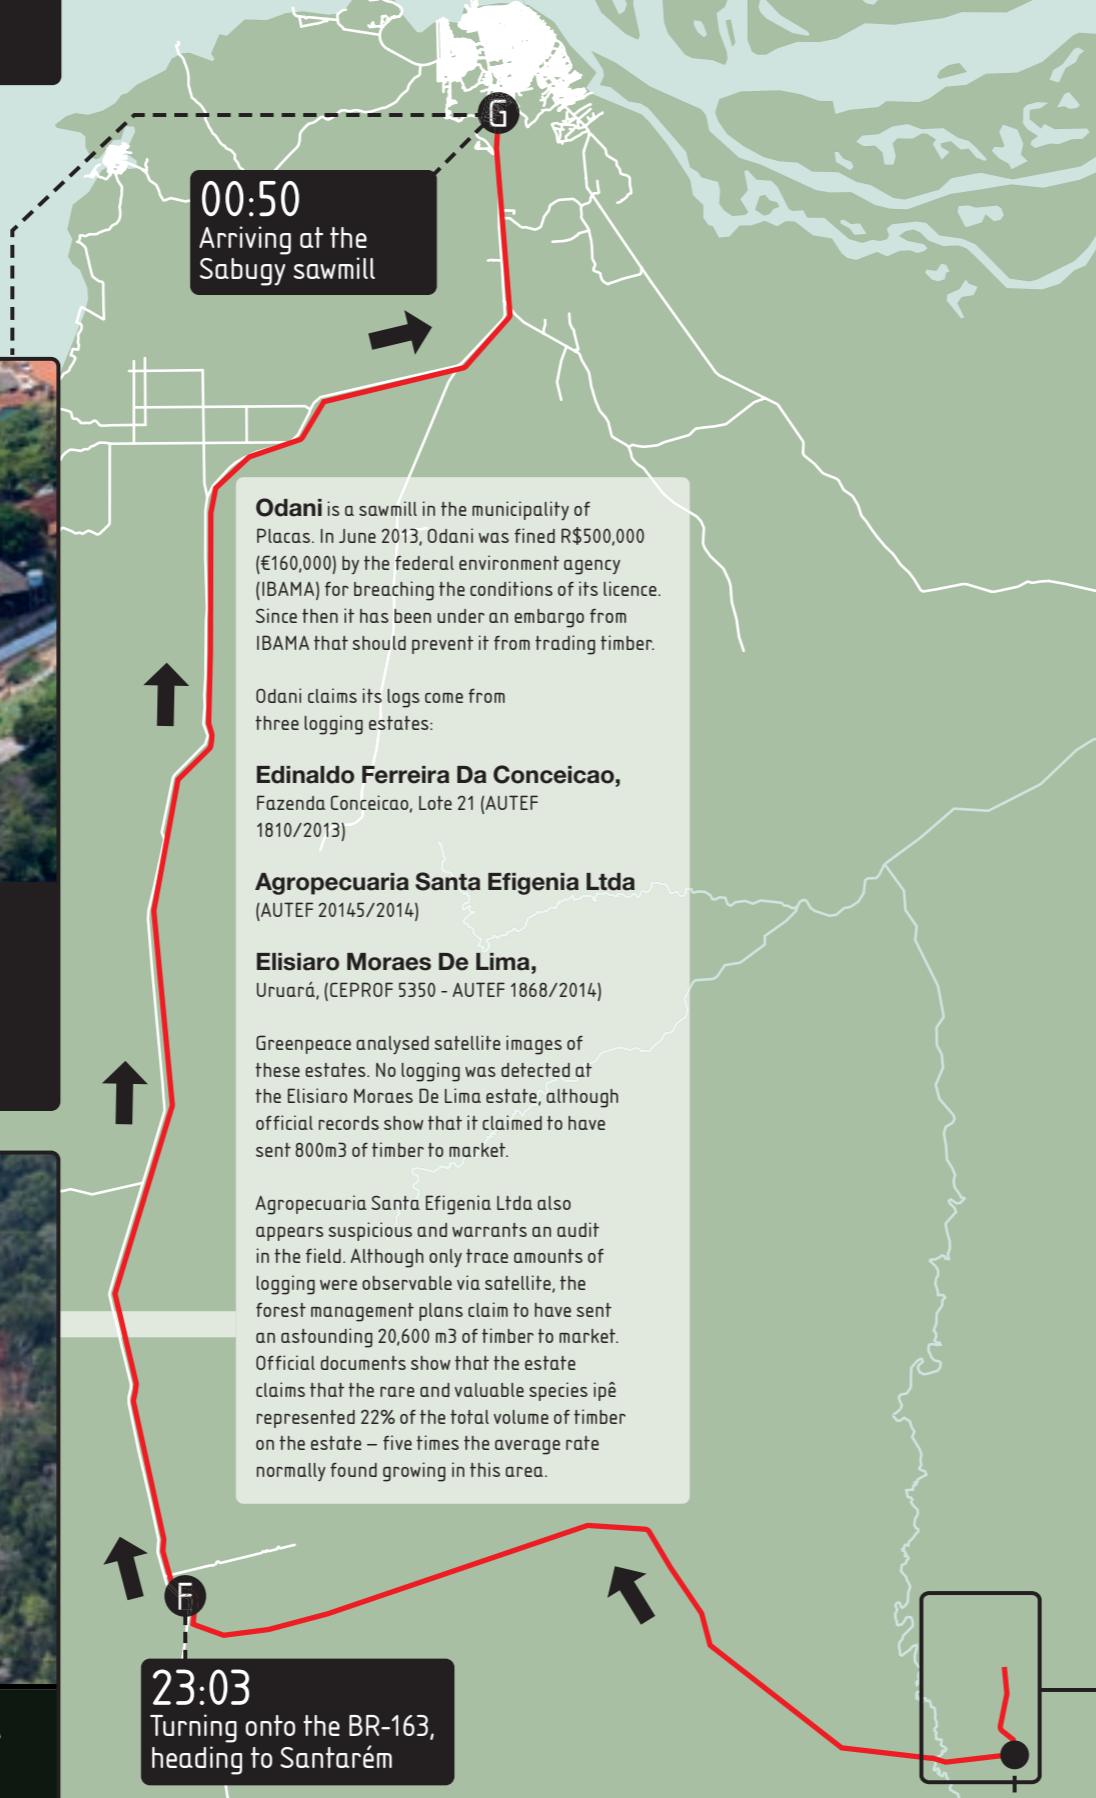 G
00:50
Arriving at the
Sabugy sawmill
Odani is a sawmill in the municipality of
Placas. In June 2013, Odani was fined R$500,000
(€160,000) by the federal environment agency
(IBAMA) for breaching the conditions of its licence.
Since then it has been under an embargo from
IBAMA that should prevent it from trading timber.
Odani claims its logs come from
three logging estates:
Edinaldo Ferreira Da Conceicao,
Fazenda Conceicao, Lote 21 (AUTEF
1810/2013)
Agropecuaria Santa Efigenia Ltda
(AUTEF 20145/2014)
Elisiaro Moraes De Lima,
Uruará, (CEPROF 5350 - AUTEF 1868/2014)
Greenpeace analysed satellite images of
these estates. No logging was detected at
the Elisiaro Moraes De Lima estate, although
official records show that it claimed to have
sent 800m3 of timber to market.
Agropecuaria Santa Efigenia Ltda also
appears suspicious and warrants an audit
in the field. Although only trace amounts of
logging were observable via satellite, the
forest management plans claim to have sent
an astounding 20,600 m3 of timber to market.
Official documents show that the estate
claims that the rare and valuable species ipê
represented 22% of the total volume of timber
on the estate – five times the average rate
normally found growing in this area.
F
23:03
Turning onto the BR-163,
heading to Santarém